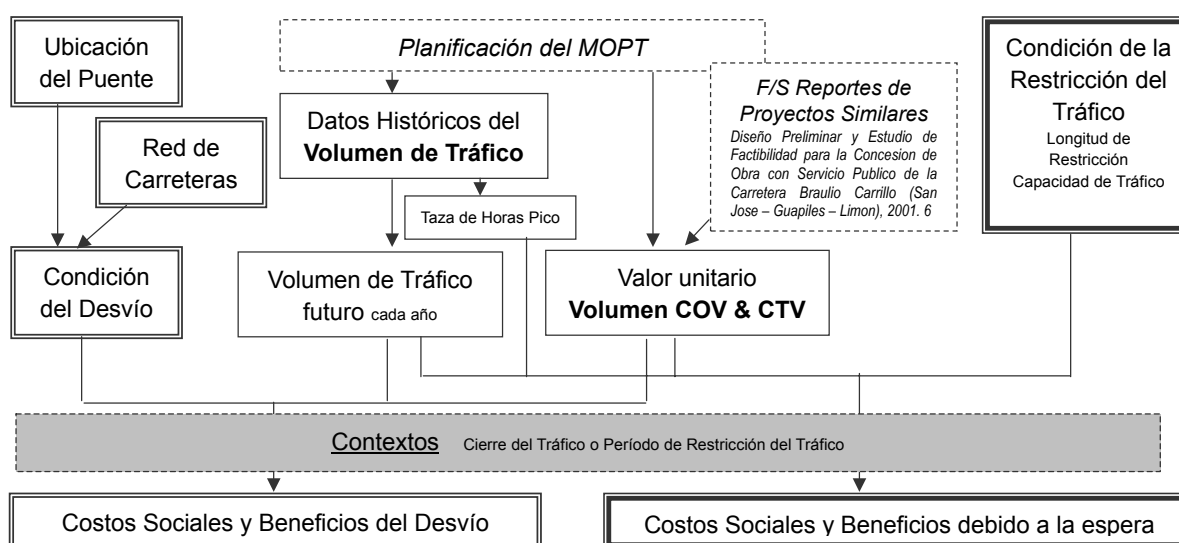 Ubicación
del Puente
Planificación del MOPT
Condición de la
Restricción del
Tráfico
Longitud de
Restricción
Capacidad de Tráfico
F/S Reportes de
Proyectos Similares
Diseño Preliminar y Estudio de
Factibilidad para la Concesion de
Obra con Servicio Publico de la
Carretera Braulio Carrillo (San
Jose – Guapiles – Limon), 2001. 6
Datos Históricos del
Volumen de Tráfico
Red de
Carreteras
Taza de Horas Pico
Condición
del Desvío
Volumen de Tráfico
futuro cada año
Valor unitario
Volumen COV & CTV
Contextos Cierre del Tráfico o Período de Restricción del Tráfico
Costos Sociales y Beneficios del Desvío
Costos Sociales y Beneficios debido a la espera